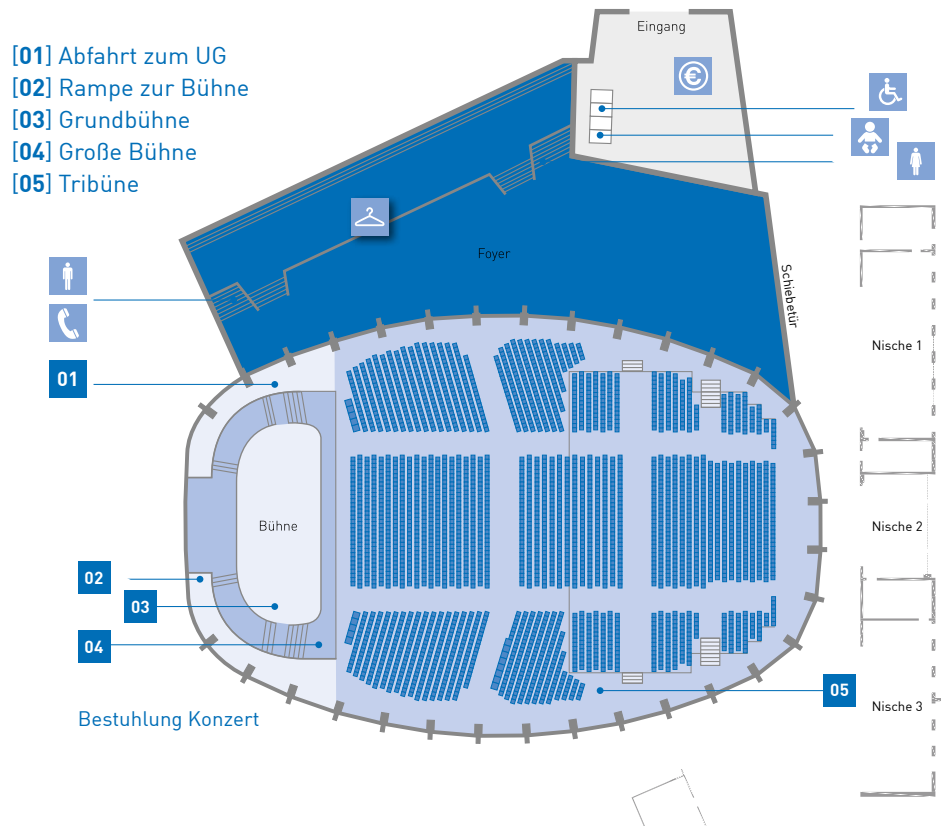 Eingang
[01] Abfahrt zum UG
[02] Rampe zur Bühne
[03] Grundbühne
[04] Große Bühne
[05] Tribüne
€
Foyer
Schiebetür
Nische 1
01
Bühne
Nische 2
02
03
04
05
Nische 3
Bestuhlung Konzert